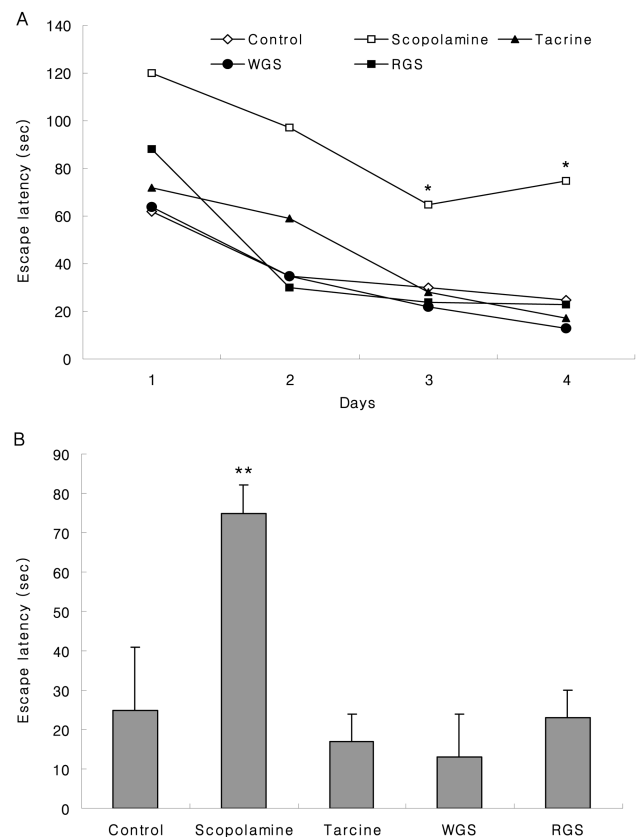 A
140
120
100
80
60
40
20
0
Escape latency (sec)
Control Scopolamine Tacrine
WGS RGS
* *
1 2 3 4
Days
B
90
80
70
60
50
40
30
20
10
0
Escape latency (sec)
**
Control Scopolamine Tarcine WGS RGS